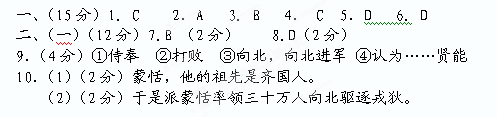 一、（15分）1. C 2. A 3. B 4. C 5. D 6. D
二、（一）（12分）7.B （2分） 8.D（2分）
9．（4分）①侍奉 ②打败 ③向北，向北进军 ④认为……贤能
10．（1）（2分）蒙恬，他的祖先是齐国人。
（2）（2分）于是派蒙恬率领三十万人向北驱逐戎狄。